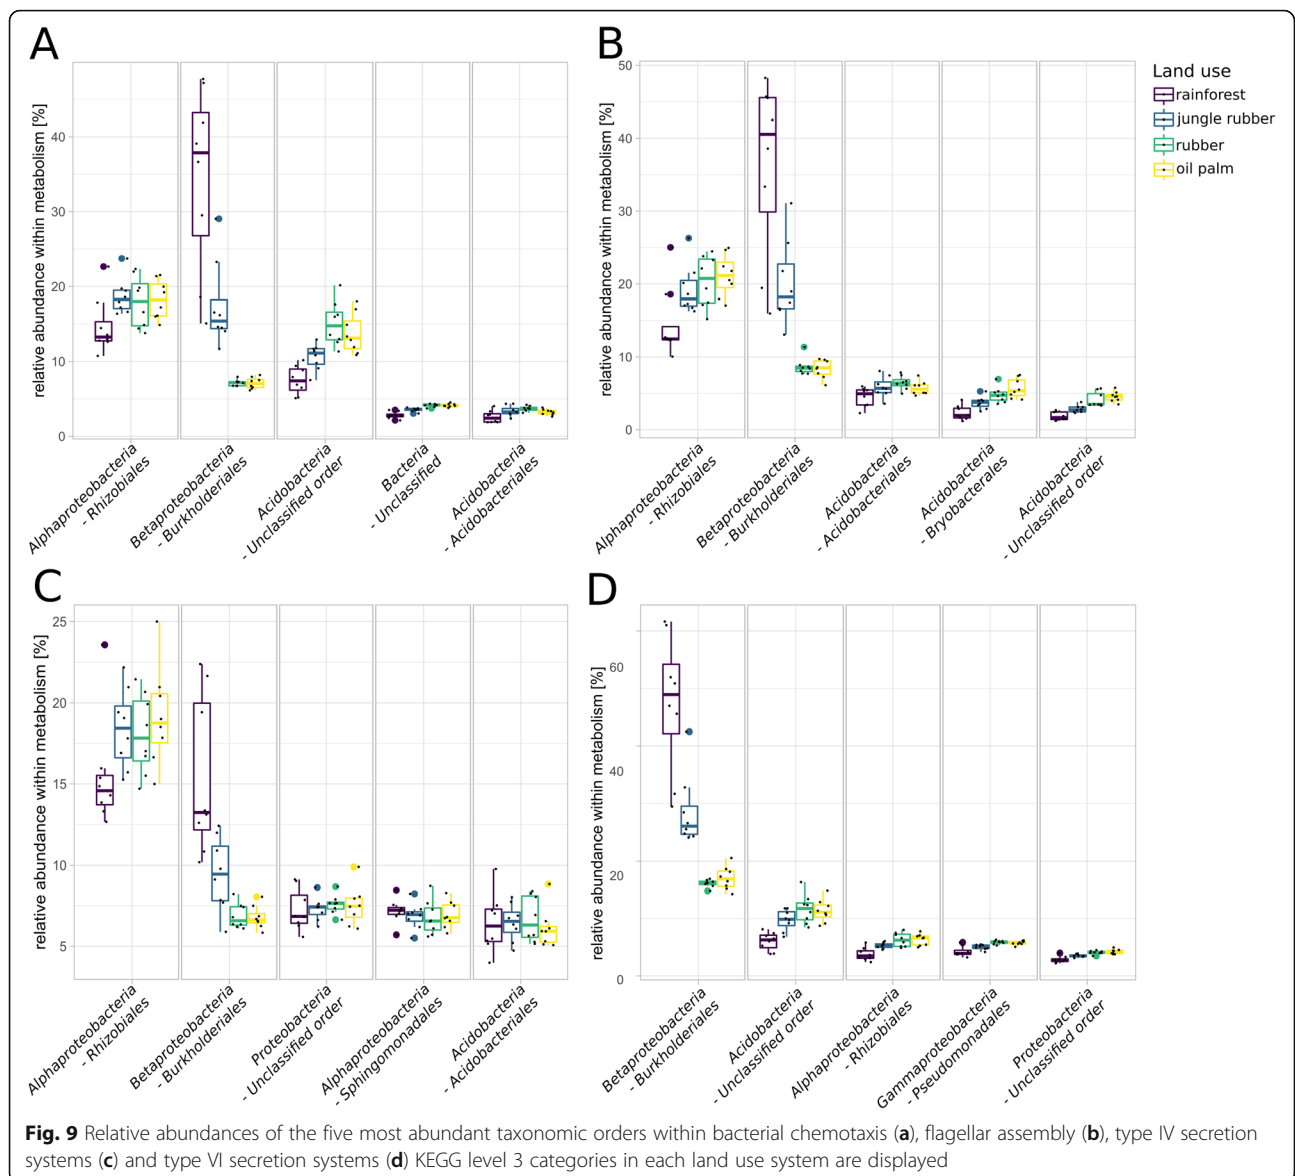 A
relative abundance within metabolism [%]
40
30
20
10
0
Alphaproteobacteria
- Rhizobiales
Betaproteobacteria
- Burkholderiales
Acidobacteria
- Unclassified order
Bacteria
- Unclassified
Acidobacteria
- Acidobacteriales
B
relative abundance within metabolism [%]
50
40
30
20
10
0
Alphaproteobacteria
- Rhizobiales
Betaproteobacteria
- Burkholderiales
Acidobacteria
- Acidobacteriales
Acidobacteria
- Bryobacterales
Acidobacteria
- Unclassified order
Land use
rainforest
jungle rubber
rubber
oil palm
C
relative abundance within metabolism [%]
25
20
15
10
5
Alphaproteobacteria
- Rhizobiales
Betaproteobacteria
- Burkholderiales
Proteobacteria
- Unclassified order
Alphaproteobacteria
- Sphingomonadales
Acidobacteria
- Acidobacteriales
D
relative abundance within metabolism [%]
60
40
20
0
Betaproteobacteria
- Burkholderiales
Acidobacteria
- Unclassified order
Alphaproteobacteria
- Rhizobiales
Gammaproteobacteria
- Pseudomonadales
Proteobacteria
- Unclassified order
Fig. 9 Relative abundances of the five most abundant taxonomic orders within bacterial chemotaxis (a), flagellar assembly (b), type IV secretion
systems (c) and type VI secretion systems (d) KEGG level 3 categories in each land use system are displayed